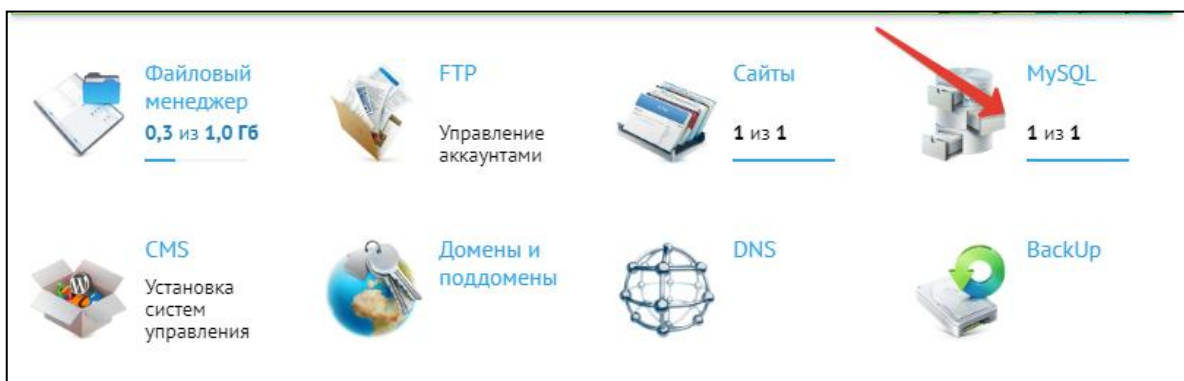 Файловый
менеджер
0,3 из 1,0 Гб
FTP
Управление
аккаунтами
Сайты
1 из 1
MySQL
1 из 1
CMS
Установка
систем
управления
Домены и
поддомены
DNS
BackUp